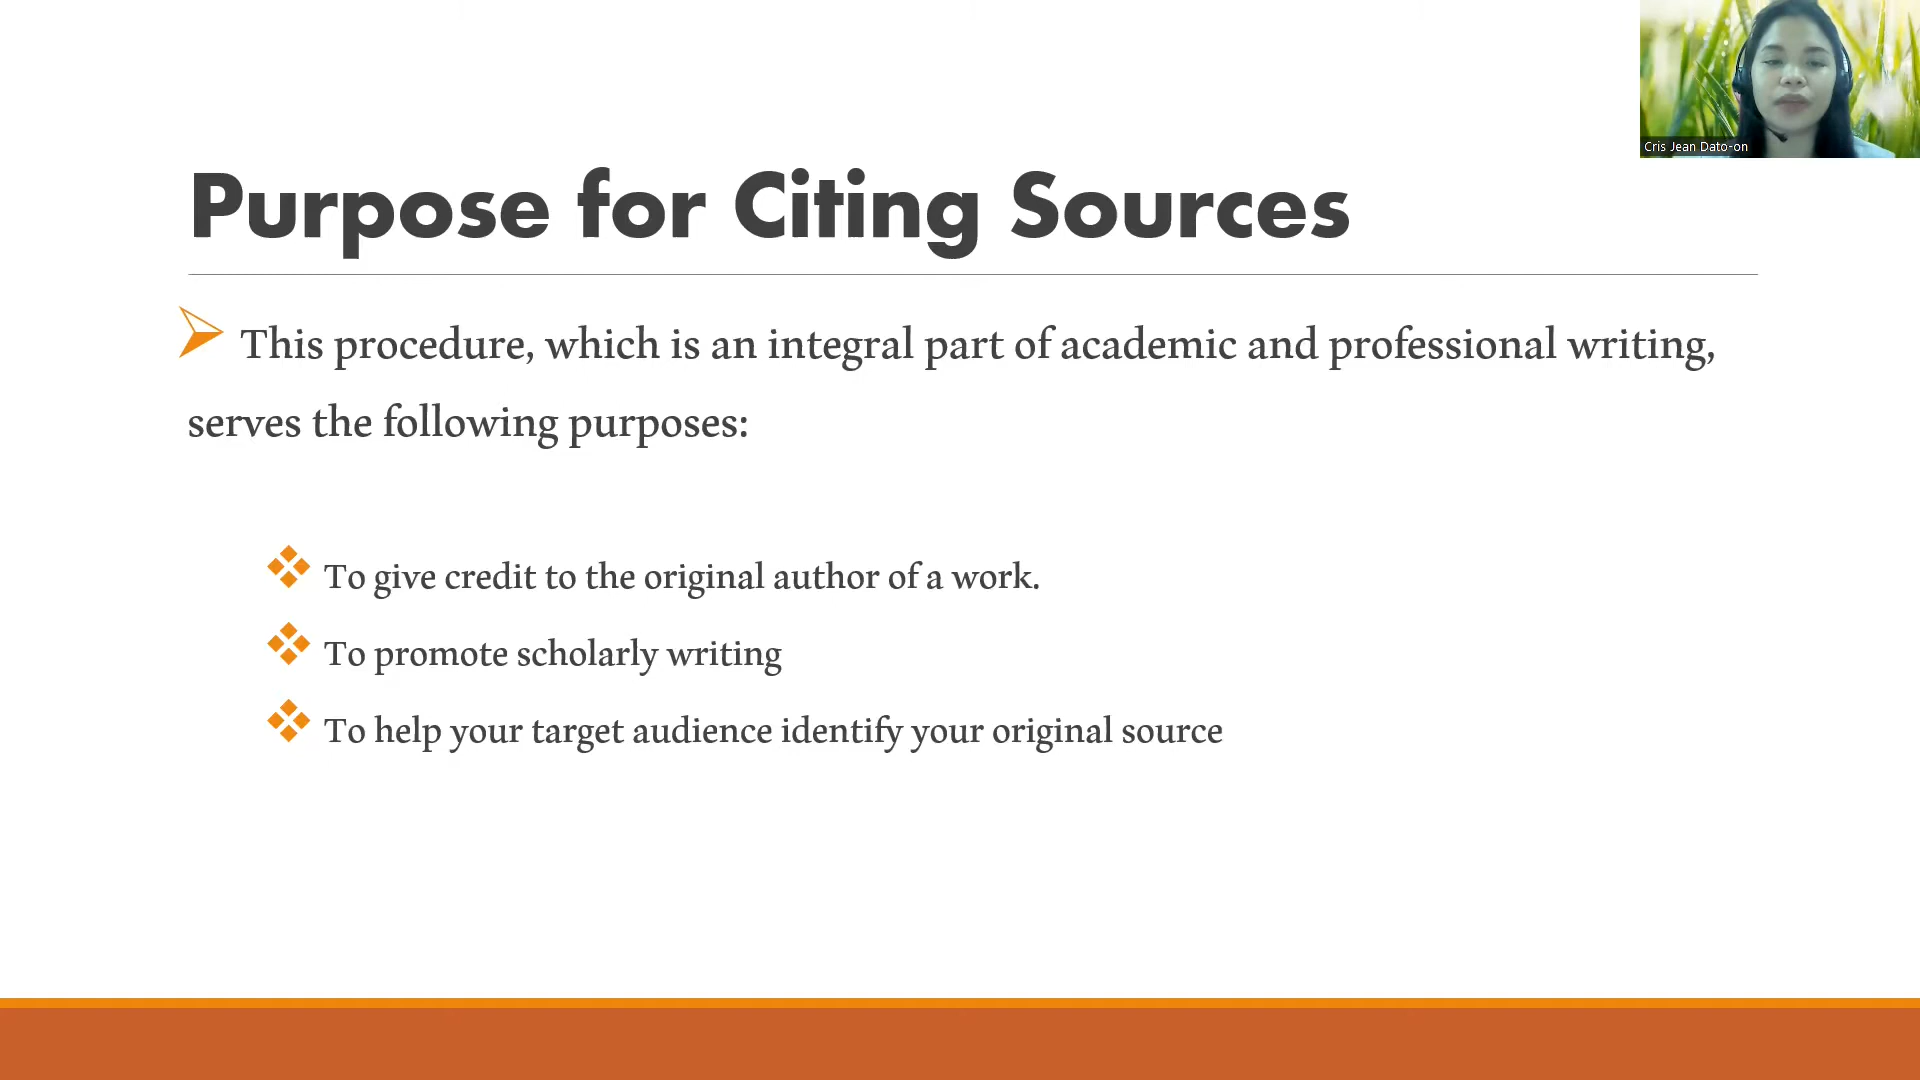 Cris Jean Dato-on
Purpose for Citing Sources
This procedure, which is an integral part of academic and professional writing,
serves the following purposes:
To give credit to the original author of a work.
To promote scholarly writing
To help your target audience identify your original source